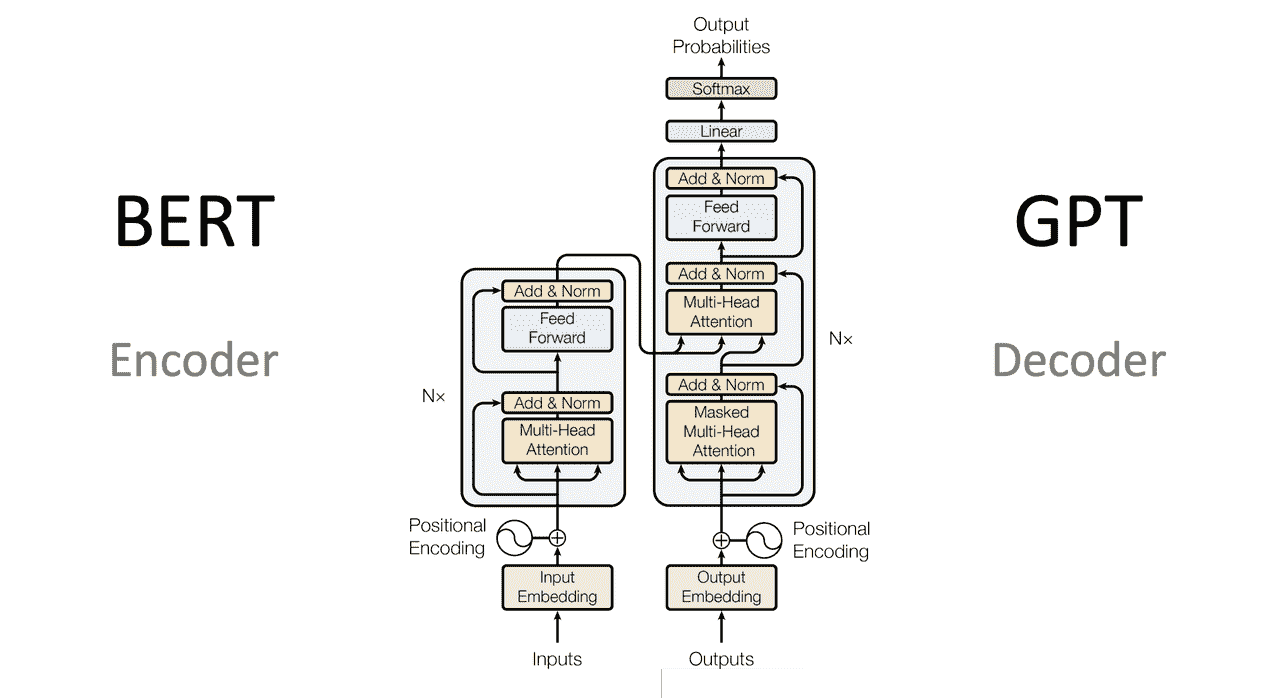 BERT
Encoder
Output
Probabilities
Softmax
Linear
Add & Norm
Feed
Forward
Add & Norm
Multi-Head
Attention
Add & Norm
Masked
Multi-Head
Attention
N×
Add & Norm
Feed
Forward
Add & Norm
Multi-Head
Attention
N×
Positional
Encoding
Input
Embedding
Inputs
Positional
Encoding
Output
Embedding
Outputs
GPT
Decoder